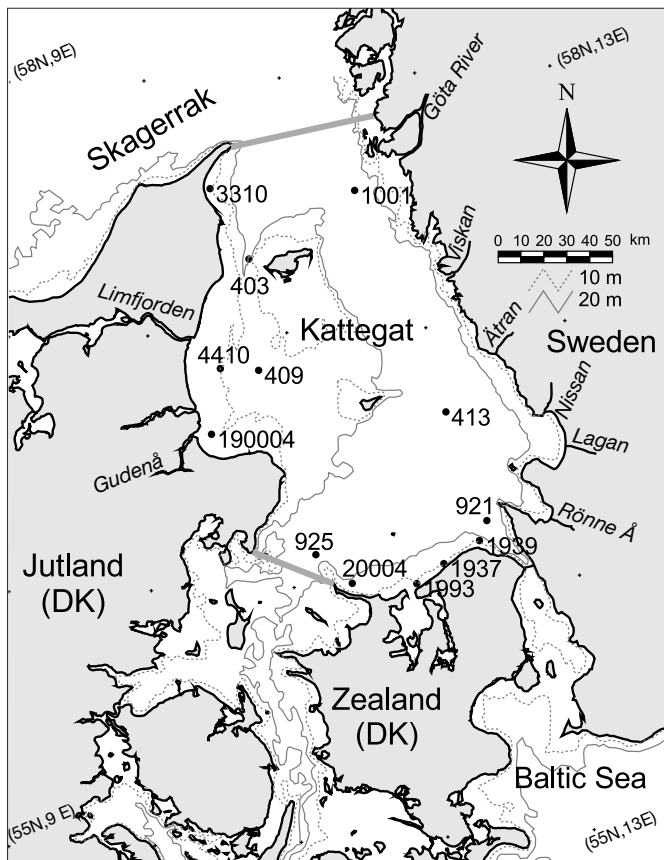 (58N,9E)
(58N,13E)
Göta River
N
Skagerrak
3310
1001
Viskan
0 10 20 30 40 50 km
10 m
20 m
403
Limfjorden
Kattegat
Ätran
Sweden
4410
409
Nissan
413
190004
Lagan
Gudenå
921
Rönne Å
925
1939
Jutland
(DK)
20004
1937
1993
Zealand
(DK)
Baltic Sea
(55N,9 E)
(55N,13E)